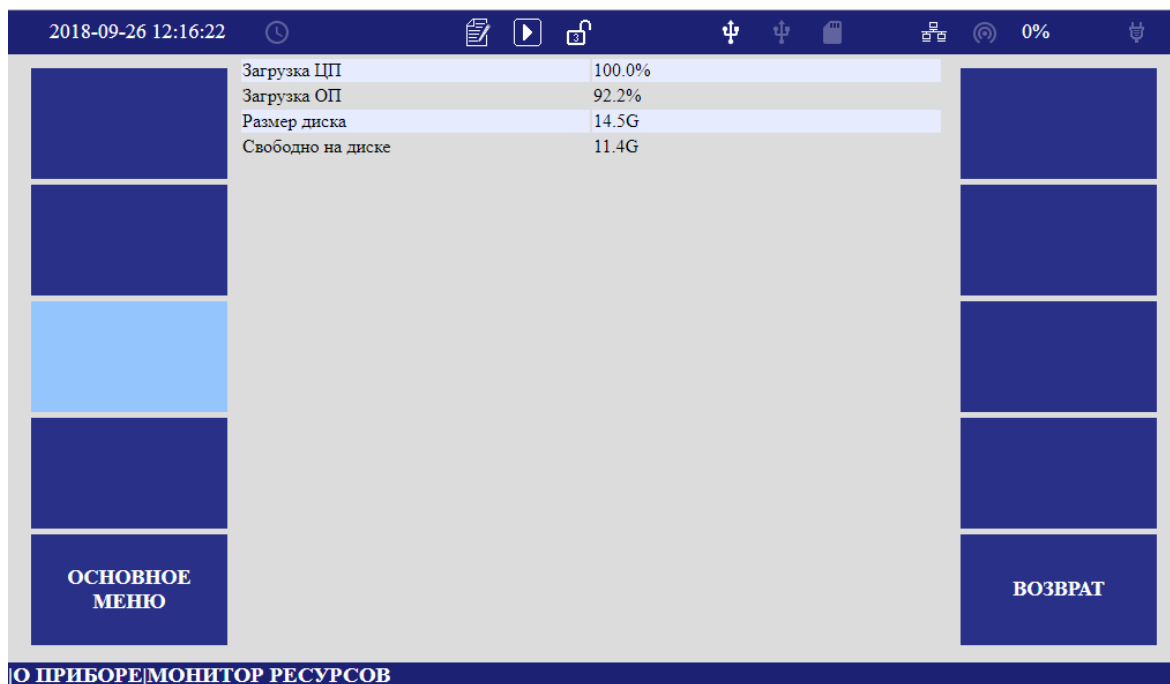 2018-09-26 12:16:22 3 0%
Загрузка ЦП 100.0%
Загрузка ОП 92.2%
Размер диска 14.5G
Свободно на диске 11.4G
ОСНОВНОЕ
МЕНЮ
ВОЗВРАТ
|О ПРИБОРЕ|МОНИТОР РЕСУРСОВ